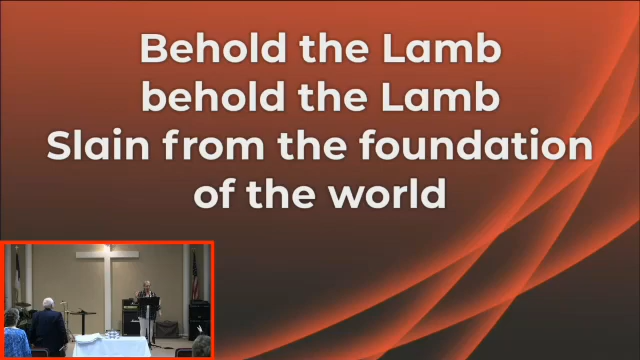 Behold the Lamb
behold the Lamb
Slain from the foundation
of the world